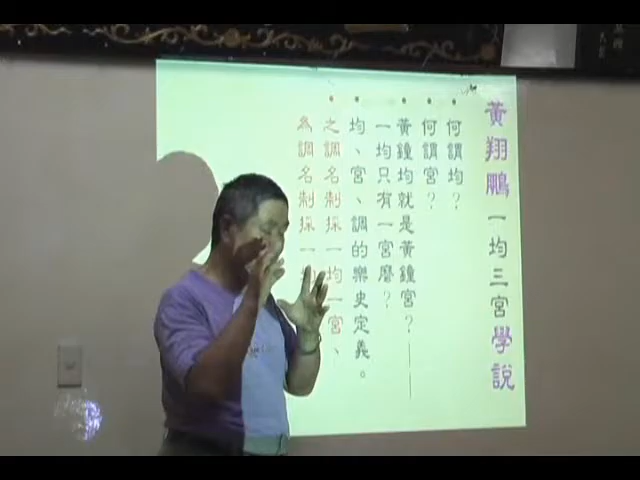 黃翔鵬一均三宮學說
何謂均？
何謂宮？
黃鐘均就是黃鐘宮？——
一均只有一宮麼？
均、宮、調的樂史定義。
之調名制採一均一宮、
為調名制採一均